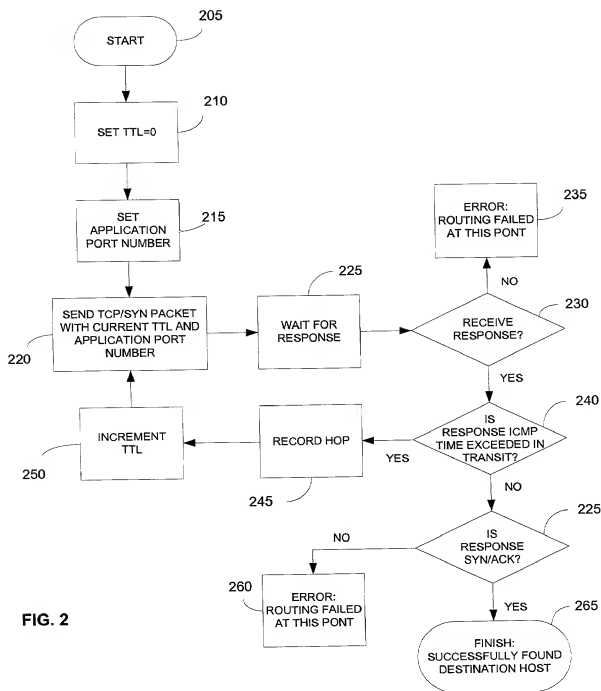 205
START
210
SET TTL=0
SET
APPLICATION
PORT NUMBER
215
235
ERROR:
ROUTING FAILED
AT THIS PONT
NO
225
230
SEND TCP/SYN PACKET
WITH CURRENT TTL AND
APPLICATION PORT
NUMBER
220
WAIT FOR
RESPONSE
RECEIVE
RESPONSE?
YES
240
IS
RESPONSE ICMP
TIME EXCEEDED IN
TRANSIT?
YES
RECORD HOP
245
INCREMENT
TTL
250
NO
225
IS
RESPONSE
SYN/ACK?
NO
260
ERROR:
ROUTING FAILED
AT THIS PONT
YES
265
FINISH:
SUCCESSFULLY FOUND
DESTINATION HOST
FIG. 2